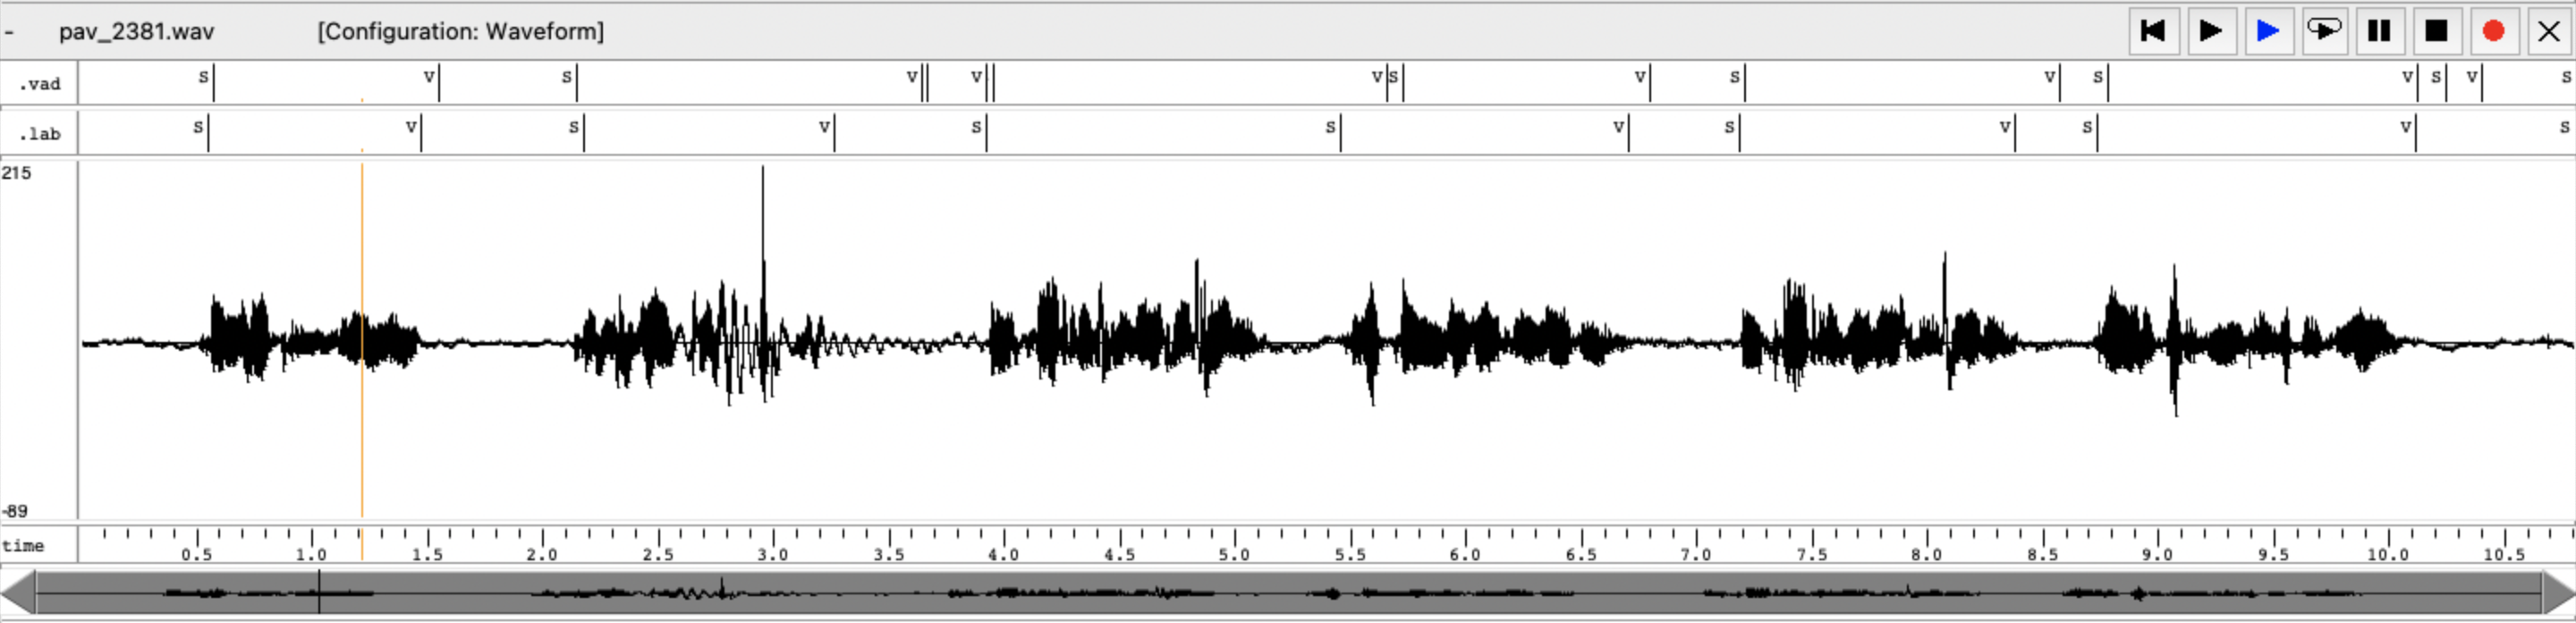 - pav_2381.wav [Configuration: Waveform]
.vad s v s v v v s v s v s v s v s
.lab s v s v s s v s v s v s
215
-89
time 0.5 1.0 1.5 2.0 2.5 3.0 3.5 4.0 4.5 5.0 5.5 6.0 6.5 7.0 7.5 8.0 8.5 9.0 9.5 10.0 10.5